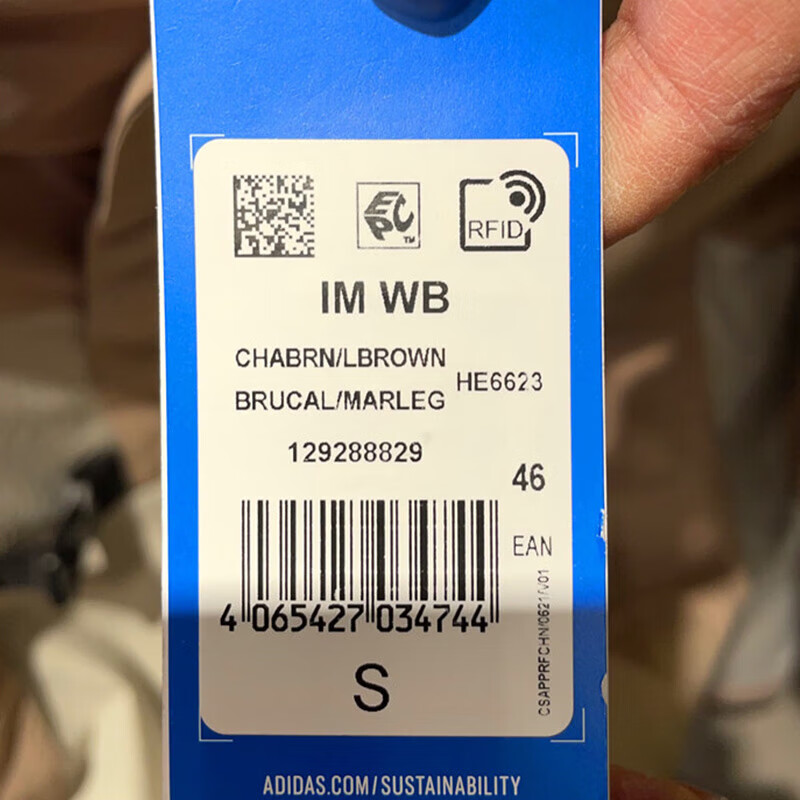 EPC™
RFID
IM WB
CHABRN/LBROWN
BRUCAL/MARLEG
HE6623
129288829
46
EAN
4 065427 034744
CSAPPRFCHN/0621/V01
S
ADIDAS.COM/SUSTAINABILITY